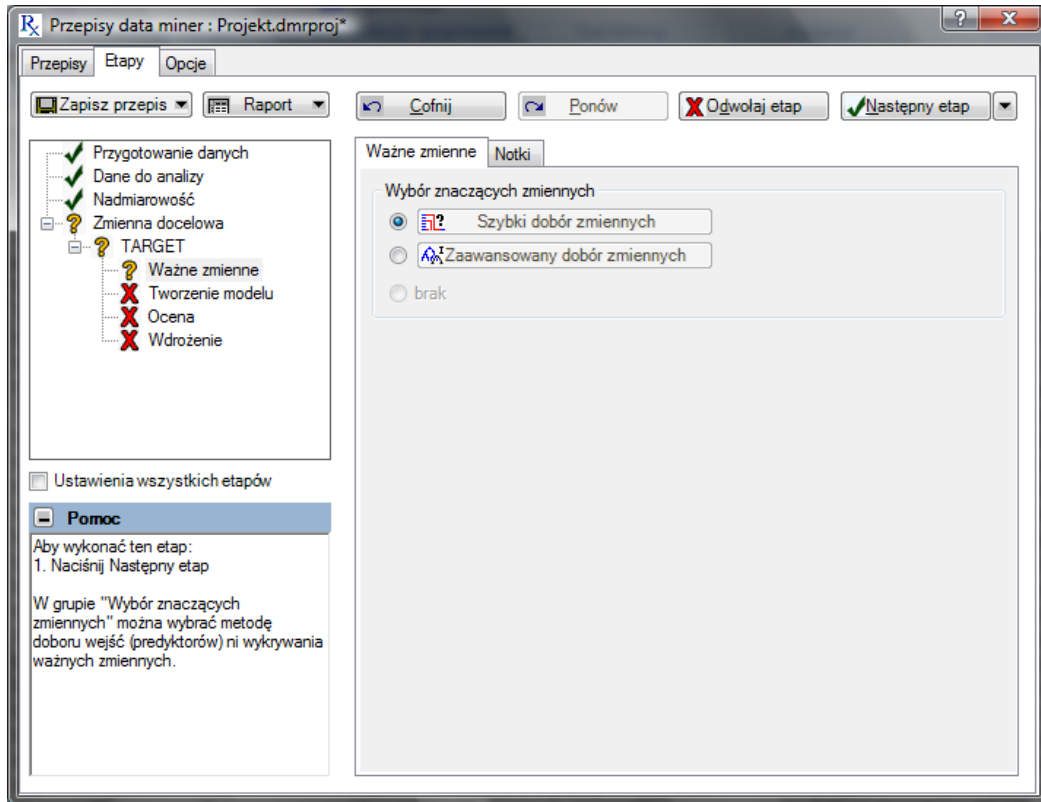 Przepisy data miner : Projekt.dmrproj*
Przepisy Etapy Opcje
Zapisz przepis Raport Cofnij Ponów Odwołaj etap Następny etap
Przygotowanie danych
Dane do analizy
Nadmiarowość
Zmienna docelowa
TARGET
Ważne zmienne
Tworzenie modelu
Ocena
Wdrożenie
Ustawienia wszystkich etapów
Pomoc
Aby wykonać ten etap:
1. Naciśnij Następny etap
W grupie "Wybór znaczących
zmiennych" można wybrać metodę
doboru wejść (predyktorów) ni wykrywania
ważnych zmiennych.
Ważne zmienne Notki
Wybór znaczących zmiennych
Szybki dobór zmiennych
Zaawansowany dobór zmiennych
brak